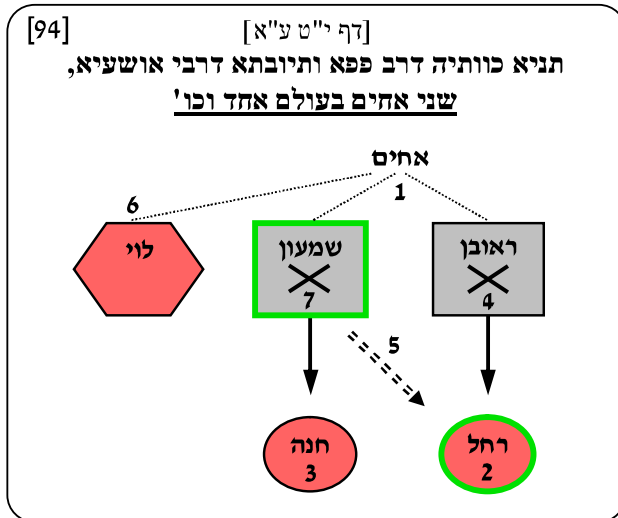 [94]
[דף י"ט ע"א]
תניא כוותיה דרב פפא ותיובתא דרבי אושעיא,
שני אחים בעולם אחד וכו'
אחים
1
6
לוי
שמעון
7
ראובן
4
5
חנה
3
רחל
2